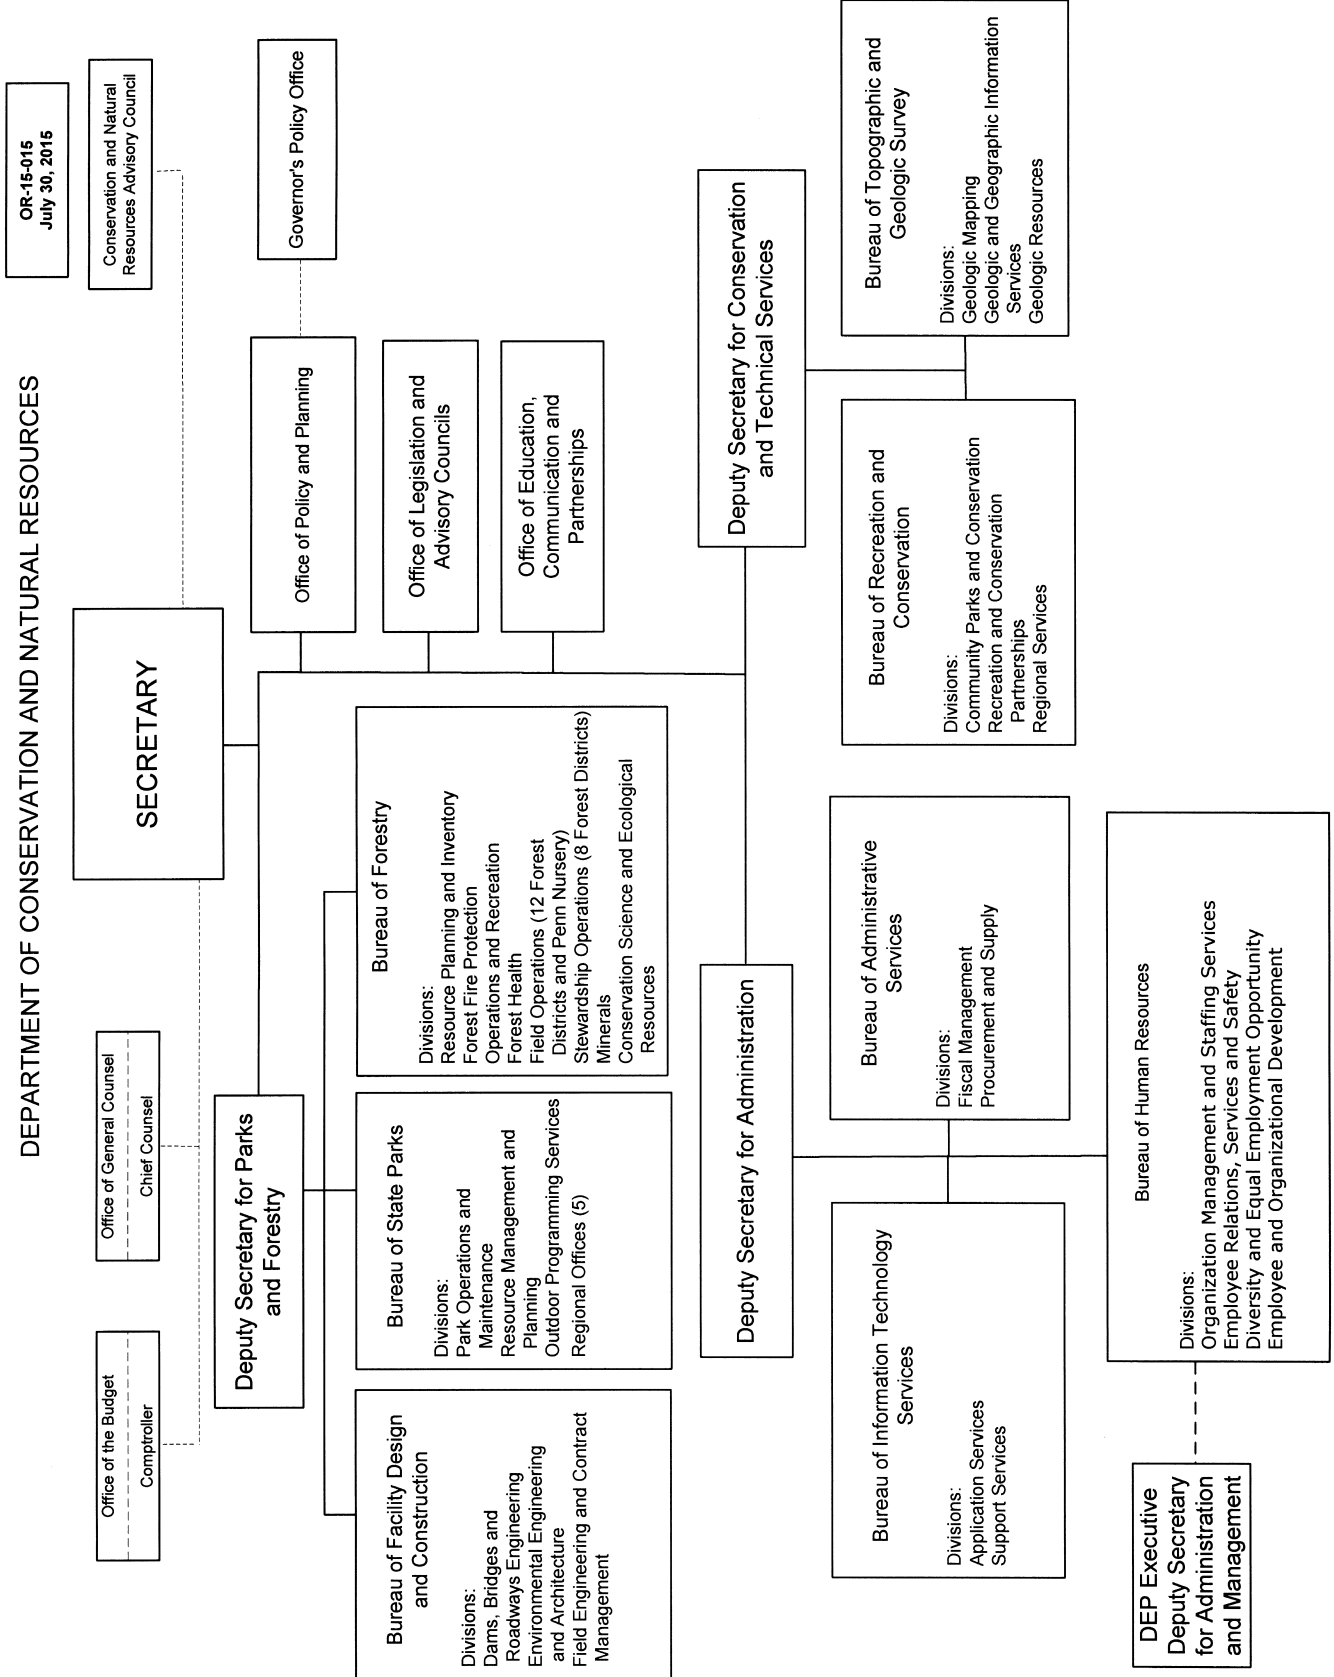 DEPARTMENT OF CONSERVATION AND NATURAL RESOURCES
OR-15-015
July 30, 2015
Office of the Budget
Comptroller
Office of General Counsel
Chief Counsel
SECRETARY
Conservation and Natural
Resources Advisory Council
Deputy Secretary for Parks
and Forestry
Office of Policy and Planning
Governor's Policy Office
Office of Legislation and
Advisory Councils
Office of Education,
Communication and
Partnerships
Bureau of Facility Design
and Construction
Divisions:
Dams, Bridges and
Roadways Engineering
Environmental Engineering
and Architecture
Field Engineering and Contract
Management
Bureau of State Parks
Divisions:
Park Operations and
Maintenance
Resource Management and
Planning
Outdoor Programming Services
Regional Offices (5)
Bureau of Forestry
Divisions:
Resource Planning and Inventory
Forest Fire Protection
Operations and Recreation
Forest Health
Field Operations (12 Forest
Districts and Penn Nursery)
Stewardship Operations (8 Forest Districts)
Minerals
Conservation Science and Ecological
Resources
Deputy Secretary for Administration
Deputy Secretary for Conservation
and Technical Services
Bureau of Information Technology
Services
Divisions:
Application Services
Support Services
Bureau of Administrative
Services
Divisions:
Fiscal Management
Procurement and Supply
Bureau of Recreation and
Conservation
Divisions:
Community Parks and Conservation
Recreation and Conservation
Partnerships
Regional Services
Bureau of Topographic and
Geologic Survey
Divisions:
Geologic Mapping
Geologic and Geographic Information
Services
Geologic Resources
DEP Executive
Deputy Secretary
for Administration
and Management
Bureau of Human Resources
Divisions:
Organization Management and Staffing Services
Employee Relations, Services and Safety
Diversity and Equal Employment Opportunity
Employee and Organizational Development